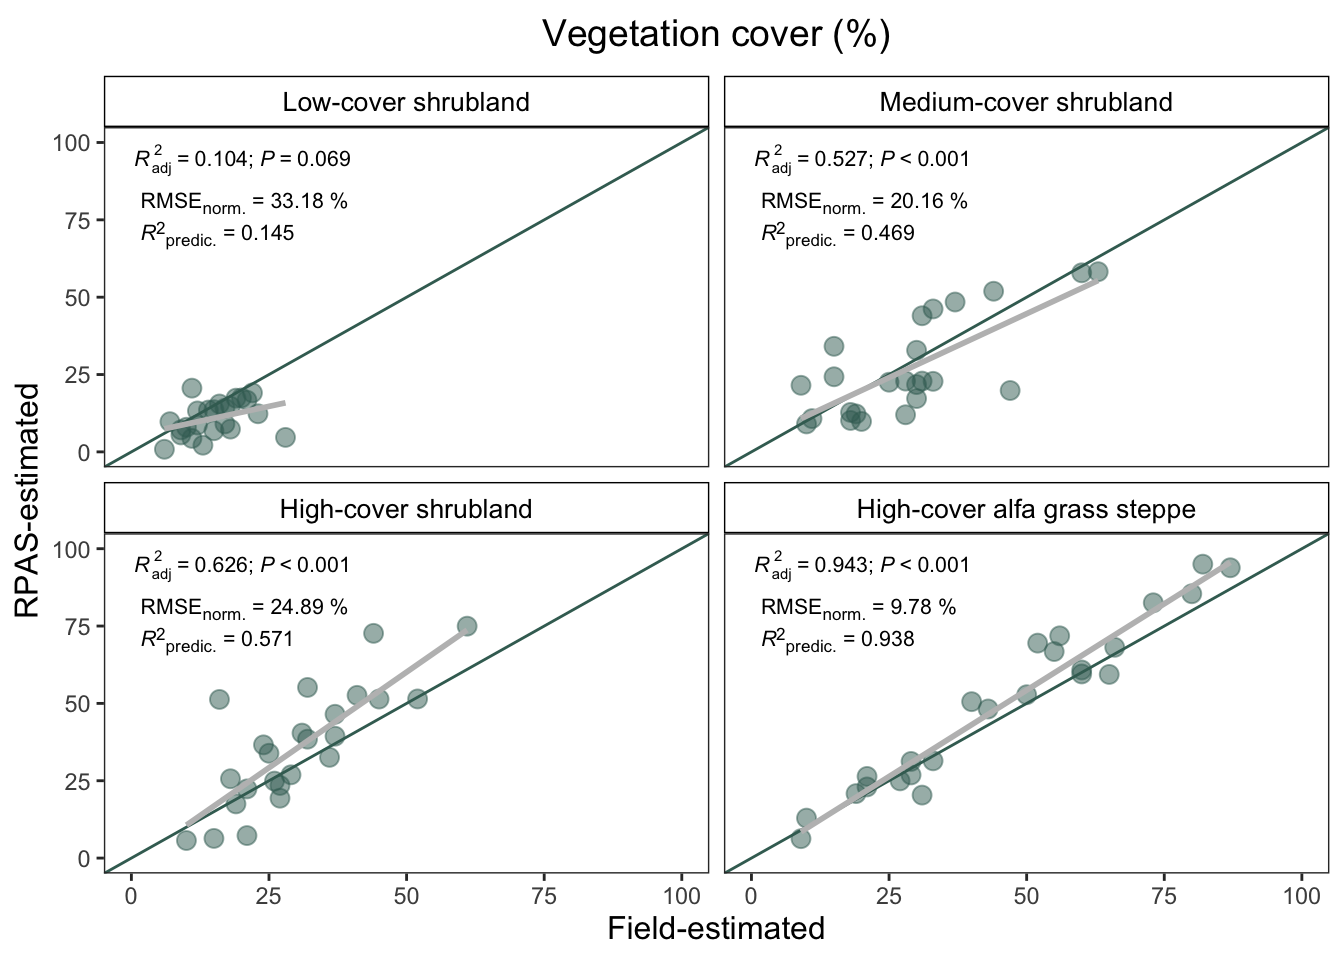 Vegetation cover (%)
Low-cover shrubland
R²adj = 0.104; P = 0.069
RMSEnorm. = 33.18 %
R²predic. = 0.145
Medium-cover shrubland
R²adj = 0.527; P < 0.001
RMSEnorm. = 20.16 %
R²predic. = 0.469
100
75
50
25
0
High-cover shrubland
R²adj = 0.626; P < 0.001
RMSEnorm. = 24.89 %
R²predic. = 0.571
High-cover alfa grass steppe
R²adj = 0.943; P < 0.001
RMSEnorm. = 9.78 %
R²predic. = 0.938
100
75
50
25
0
RPAS-estimated
0 25 50 75 100
0 25 50 75 100
Field-estimated